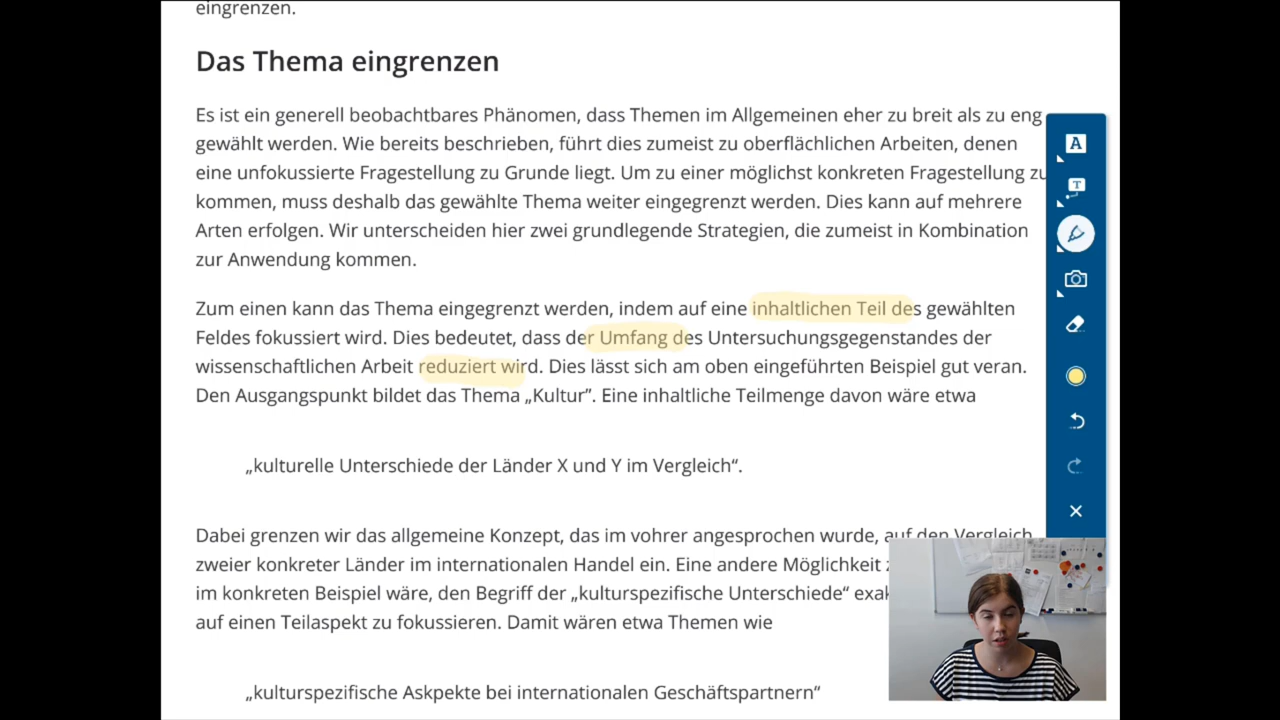 eingrenzen.
Das Thema eingrenzen
Es ist ein generell beobachtbares Phänomen, dass Themen im Allgemeinen eher zu breit als zu eng
gewählt werden. Wie bereits beschrieben, führt dies zumeist zu oberflächlichen Arbeiten, denen
eine unfokussierte Fragestellung zu Grunde liegt. Um zu einer möglichst konkreten Fragestellung zu
kommen, muss deshalb das gewählte Thema weiter eingegrenzt werden. Dies kann auf mehrere
Arten erfolgen. Wir unterscheiden hier zwei grundlegende Strategien, die zumeist in Kombination
zur Anwendung kommen.
Zum einen kann das Thema eingegrenzt werden, indem auf eine inhaltlichen Teil des gewählten
Feldes fokussiert wird. Dies bedeutet, dass der Umfang des Untersuchungsgegenstandes der
wissenschaftlichen Arbeit reduziert wird. Dies lässt sich am oben eingeführten Beispiel gut veran.
Den Ausgangspunkt bildet das Thema „Kultur”. Eine inhaltliche Teilmenge davon wäre etwa
„kulturelle Unterschiede der Länder X und Y im Vergleich“.
Dabei grenzen wir das allgemeine Konzept, das im vohrer angesprochen wurde, auf den Vergleich
zweier konkreter Länder im internationalen Handel ein. Eine andere Möglichkeit
im konkreten Beispiel wäre, den Begriff der „kulturspezifische Unterschiede“
auf einen Teilaspekt zu fokussieren. Damit wären etwa Themen wie
„kulturspezifische Askpekte bei internationalen Geschäftspartnern“
A
T